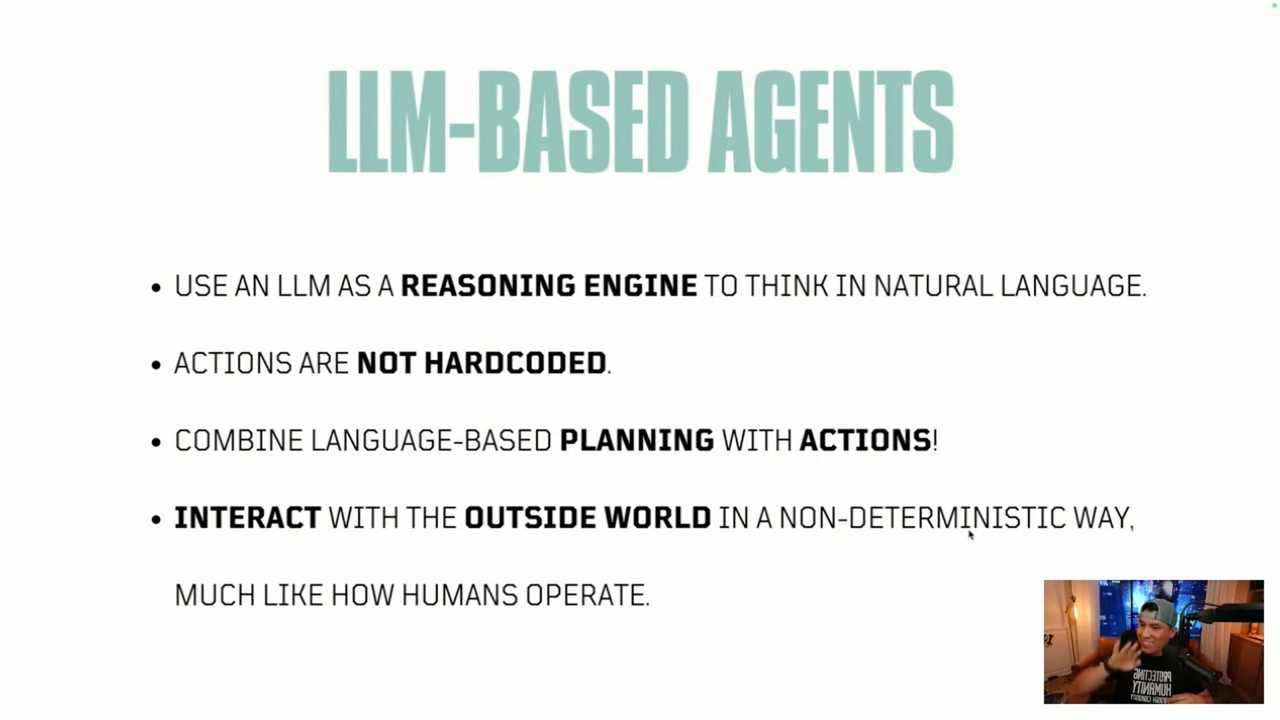 LLM-BASED AGENTS
• USE AN LLM AS A REASONING ENGINE TO THINK IN NATURAL LANGUAGE.
• ACTIONS ARE NOT HARDCODED.
• COMBINE LANGUAGE-BASED PLANNING WITH ACTIONS!
• INTERACT WITH THE OUTSIDE WORLD IN A NON-DETERMINISTIC WAY,
MUCH LIKE HOW HUMANS OPERATE.
PROTECTING
HUMANITY